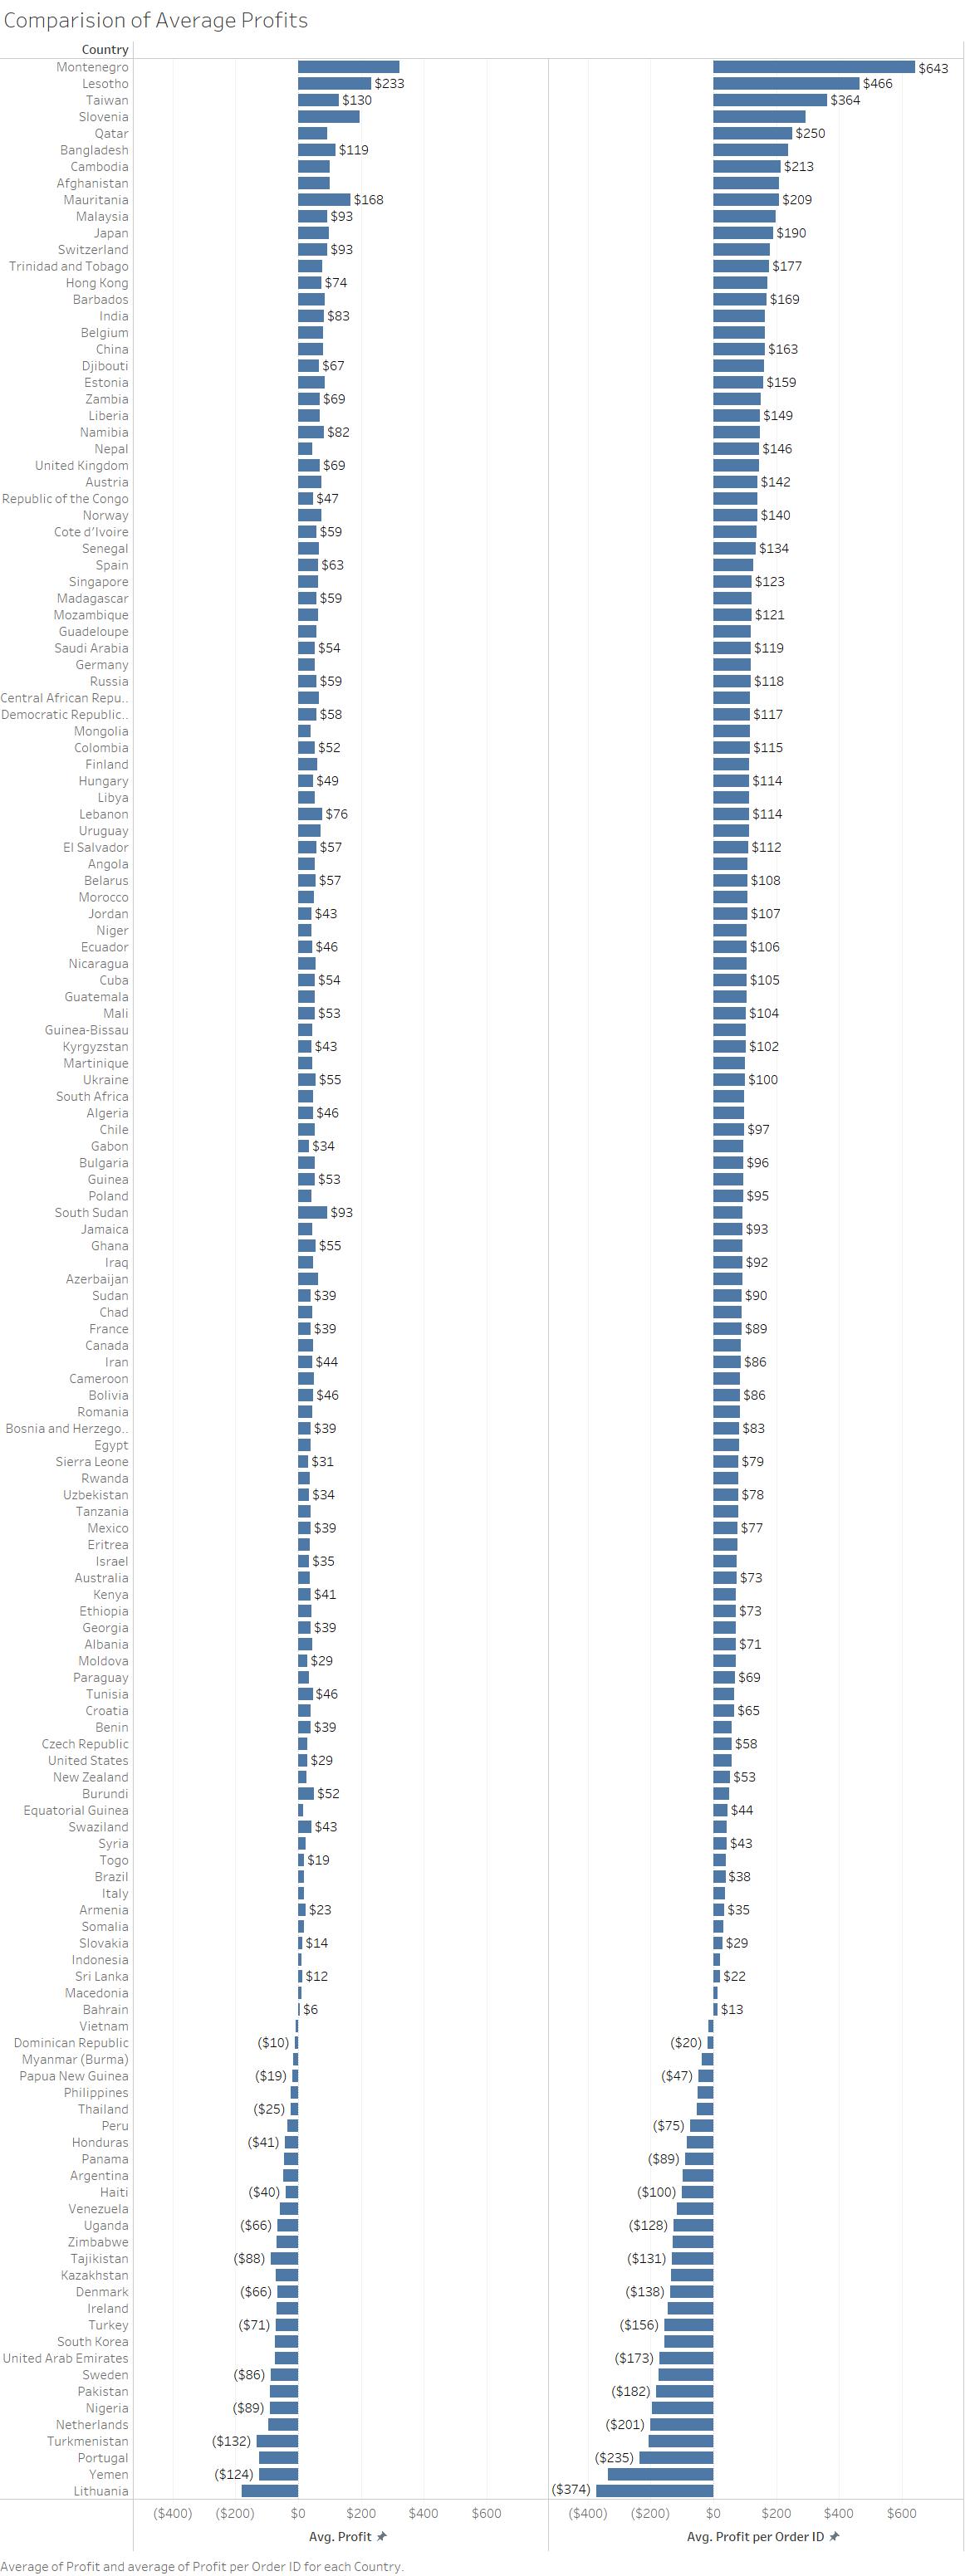 Comparision of Average Profits
Country
Montenegro $643
Lesotho $233 $466
Taiwan $130 $364
Slovenia
Qatar $250
Bangladesh $119
Cambodia $213
Afghanistan
Mauritania $168 $209
Malaysia $93
Japan $190
Switzerland $93
Trinidad and Tobago $177
Hong Kong $74
Barbados $169
India $83
Belgium
China $163
Djibouti $67
Estonia $159
Zambia $69
Liberia $149
Namibia $82
Nepal $146
United Kingdom $69
Austria $142
Republic of the Congo $47
Norway $140
Cote d'Ivoire $59
Senegal $134
Spain $63
Singapore $123
Madagascar $59
Mozambique $121
Guadeloupe
Saudi Arabia $54 $119
Germany
Russia $59 $118
Central African Repu..
Democratic Republic.. $58 $117
Mongolia
Colombia $52 $115
Finland
Hungary $49 $114
Libya
Lebanon $76 $114
Uruguay
El Salvador $57 $112
Angola
Belarus $57 $108
Morocco
Jordan $43 $107
Niger
Ecuador $46 $106
Nicaragua
Cuba $54 $105
Guatemala
Mali $53 $104
Guinea-Bissau
Kyrgyzstan $43 $102
Martinique
Ukraine $55 $100
South Africa
Algeria $46
Chile $97
Gabon $34
Bulgaria $96
Guinea $53
Poland $95
South Sudan $93
Jamaica $93
Ghana $55
Iraq $92
Azerbaijan
Sudan $39 $90
Chad
France $39 $89
Canada
Iran $44 $86
Cameroon
Bolivia $46 $86
Romania
Bosnia and Herzego.. $39 $83
Egypt
Sierra Leone $31 $79
Rwanda
Uzbekistan $34 $78
Tanzania
Mexico $39 $77
Eritrea
Israel $35
Australia $73
Kenya $41
Ethiopia $73
Georgia $39
Albania $71
Moldova $29
Paraguay $69
Tunisia $46
Croatia $65
Benin $39
Czech Republic $58
United States $29
New Zealand $53
Burundi $52
Equatorial Guinea $44
Swaziland $43
Syria $43
Togo $19
Brazil $38
Italy
Armenia $23 $35
Somalia
Slovakia $14 $29
Indonesia
Sri Lanka $12 $22
Macedonia
Bahrain $6 $13
Vietnam
Dominican Republic ($10) ($20)
Myanmar (Burma)
Papua New Guinea ($19) ($47)
Philippines
Thailand ($25)
Peru ($75)
Honduras ($41)
Panama ($89)
Argentina
Haiti ($40) ($100)
Venezuela
Uganda ($66) ($128)
Zimbabwe
Tajikistan ($88) ($131)
Kazakhstan
Denmark ($66) ($138)
Ireland
Turkey ($71) ($156)
South Korea
United Arab Emirates ($173)
Sweden ($86)
Pakistan ($182)
Nigeria ($89)
Netherlands ($201)
Turkmenistan ($132)
Portugal ($235)
Yemen ($124)
Lithuania ($374)
($400) ($200) $0 $200 $400 $600 ($400) ($200) $0 $200 $400 $600
Avg. Profit Avg. Profit per Order ID
Average of Profit and average of Profit per Order ID for each Country.